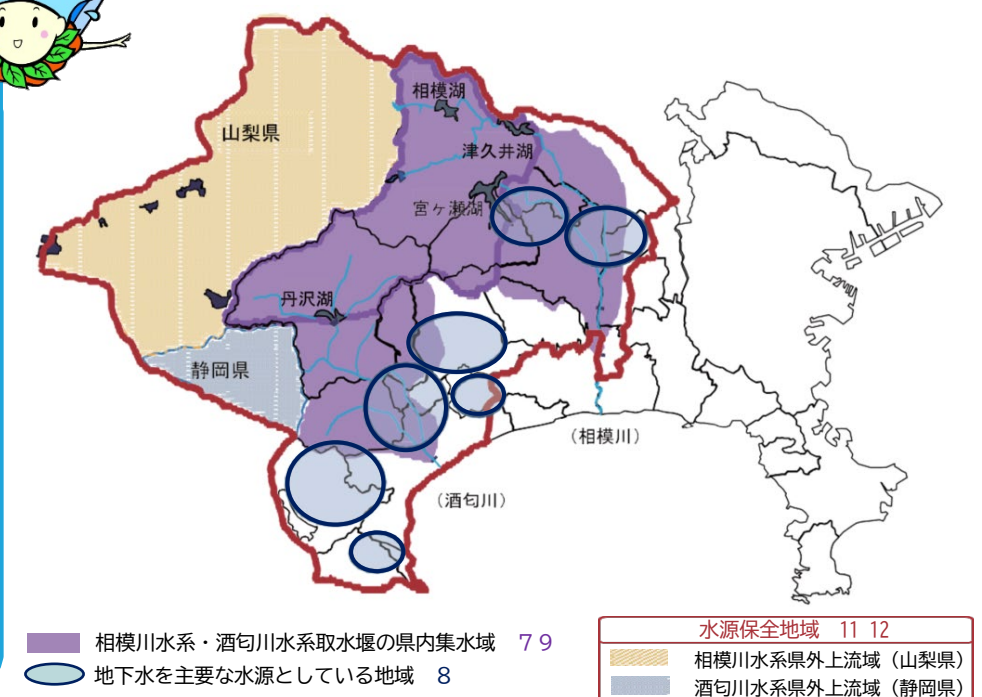 相模湖
山梨県
津久井湖
宮ヶ瀬湖
丹沢湖
静岡県
（相模川）
（酒匂川）
相模川水系・酒匂川水系取水堰の県内集水域 7 9
地下水を主要な水源としている地域 8
水源保全地域 11 12
相模川水系県外上流域（山梨県）
酒匂川水系県外上流域（静岡県）